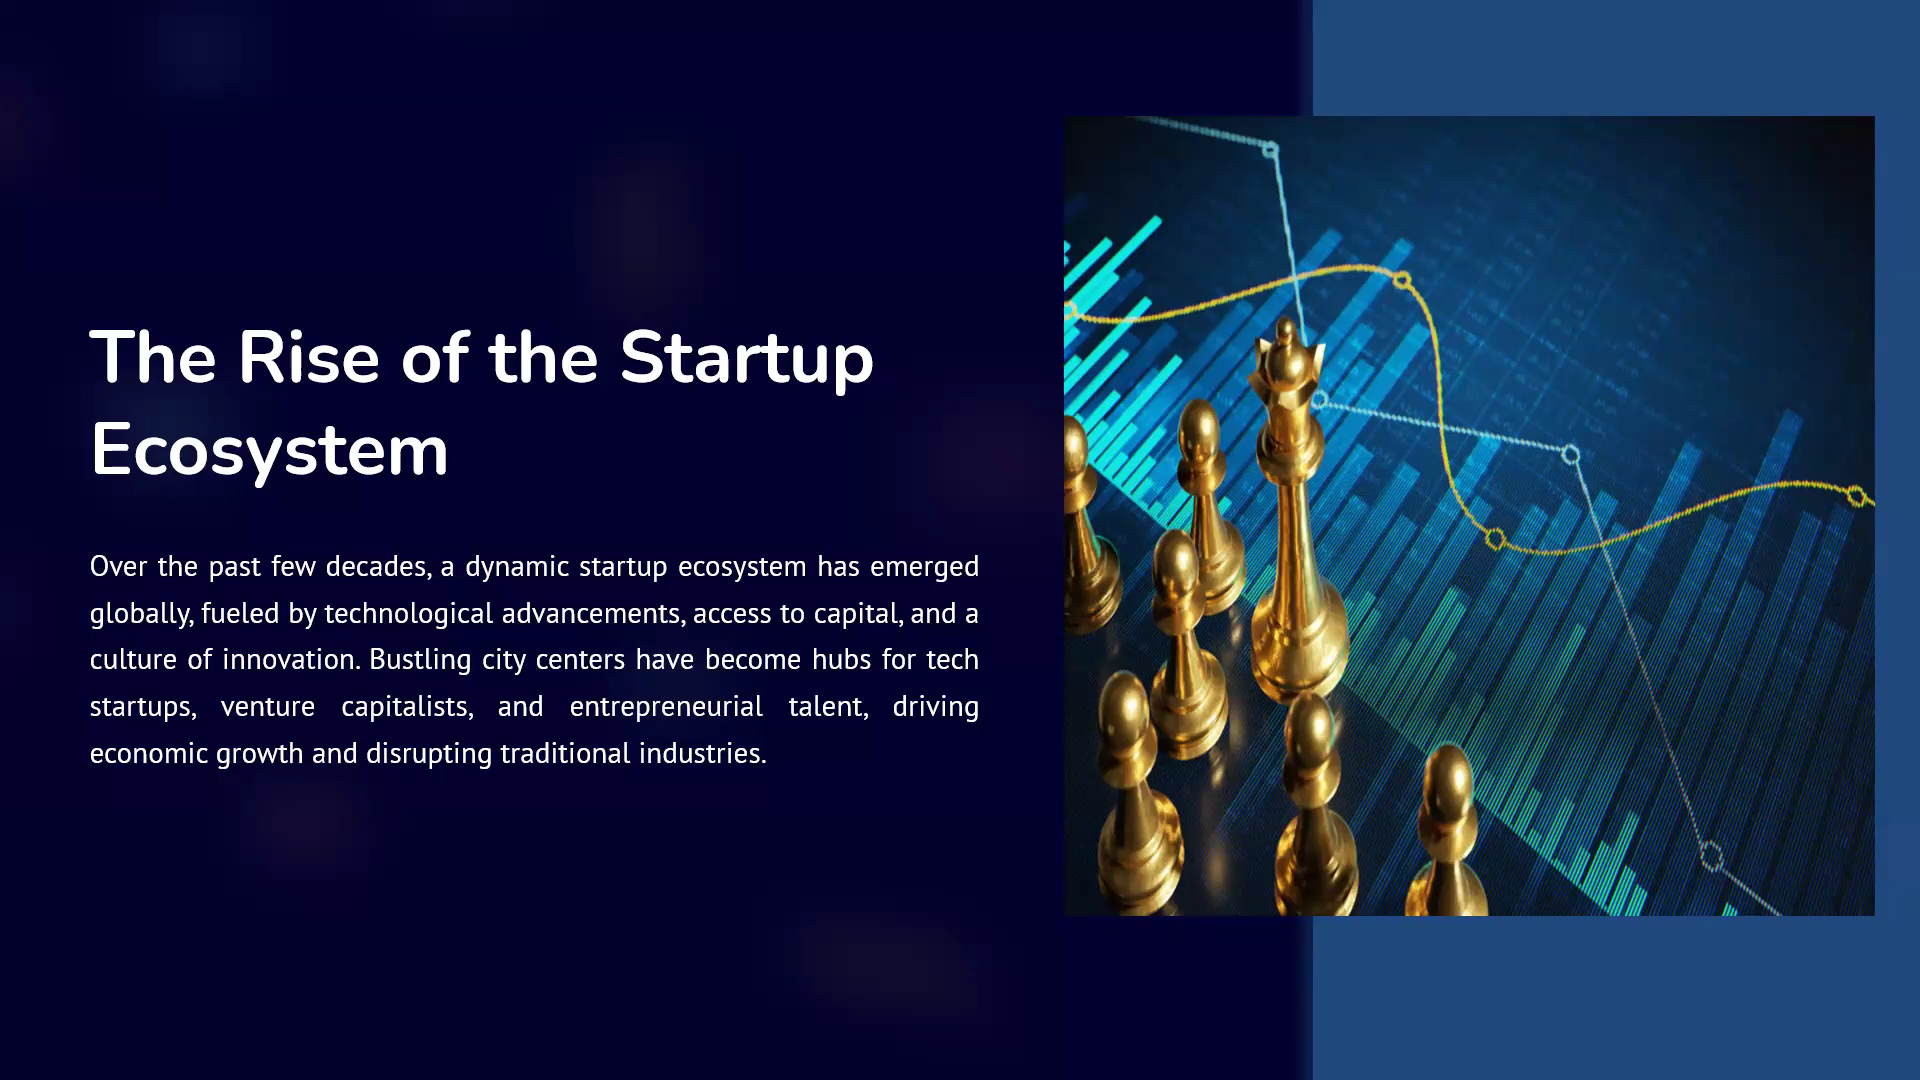 The Rise of the Startup
Ecosystem
Over the past few decades, a dynamic startup ecosystem has emerged
globally, fueled by technological advancements, access to capital, and a
culture of innovation. Bustling city centers have become hubs for tech
startups, venture capitalists, and entrepreneurial talent, driving
economic growth and disrupting traditional industries.